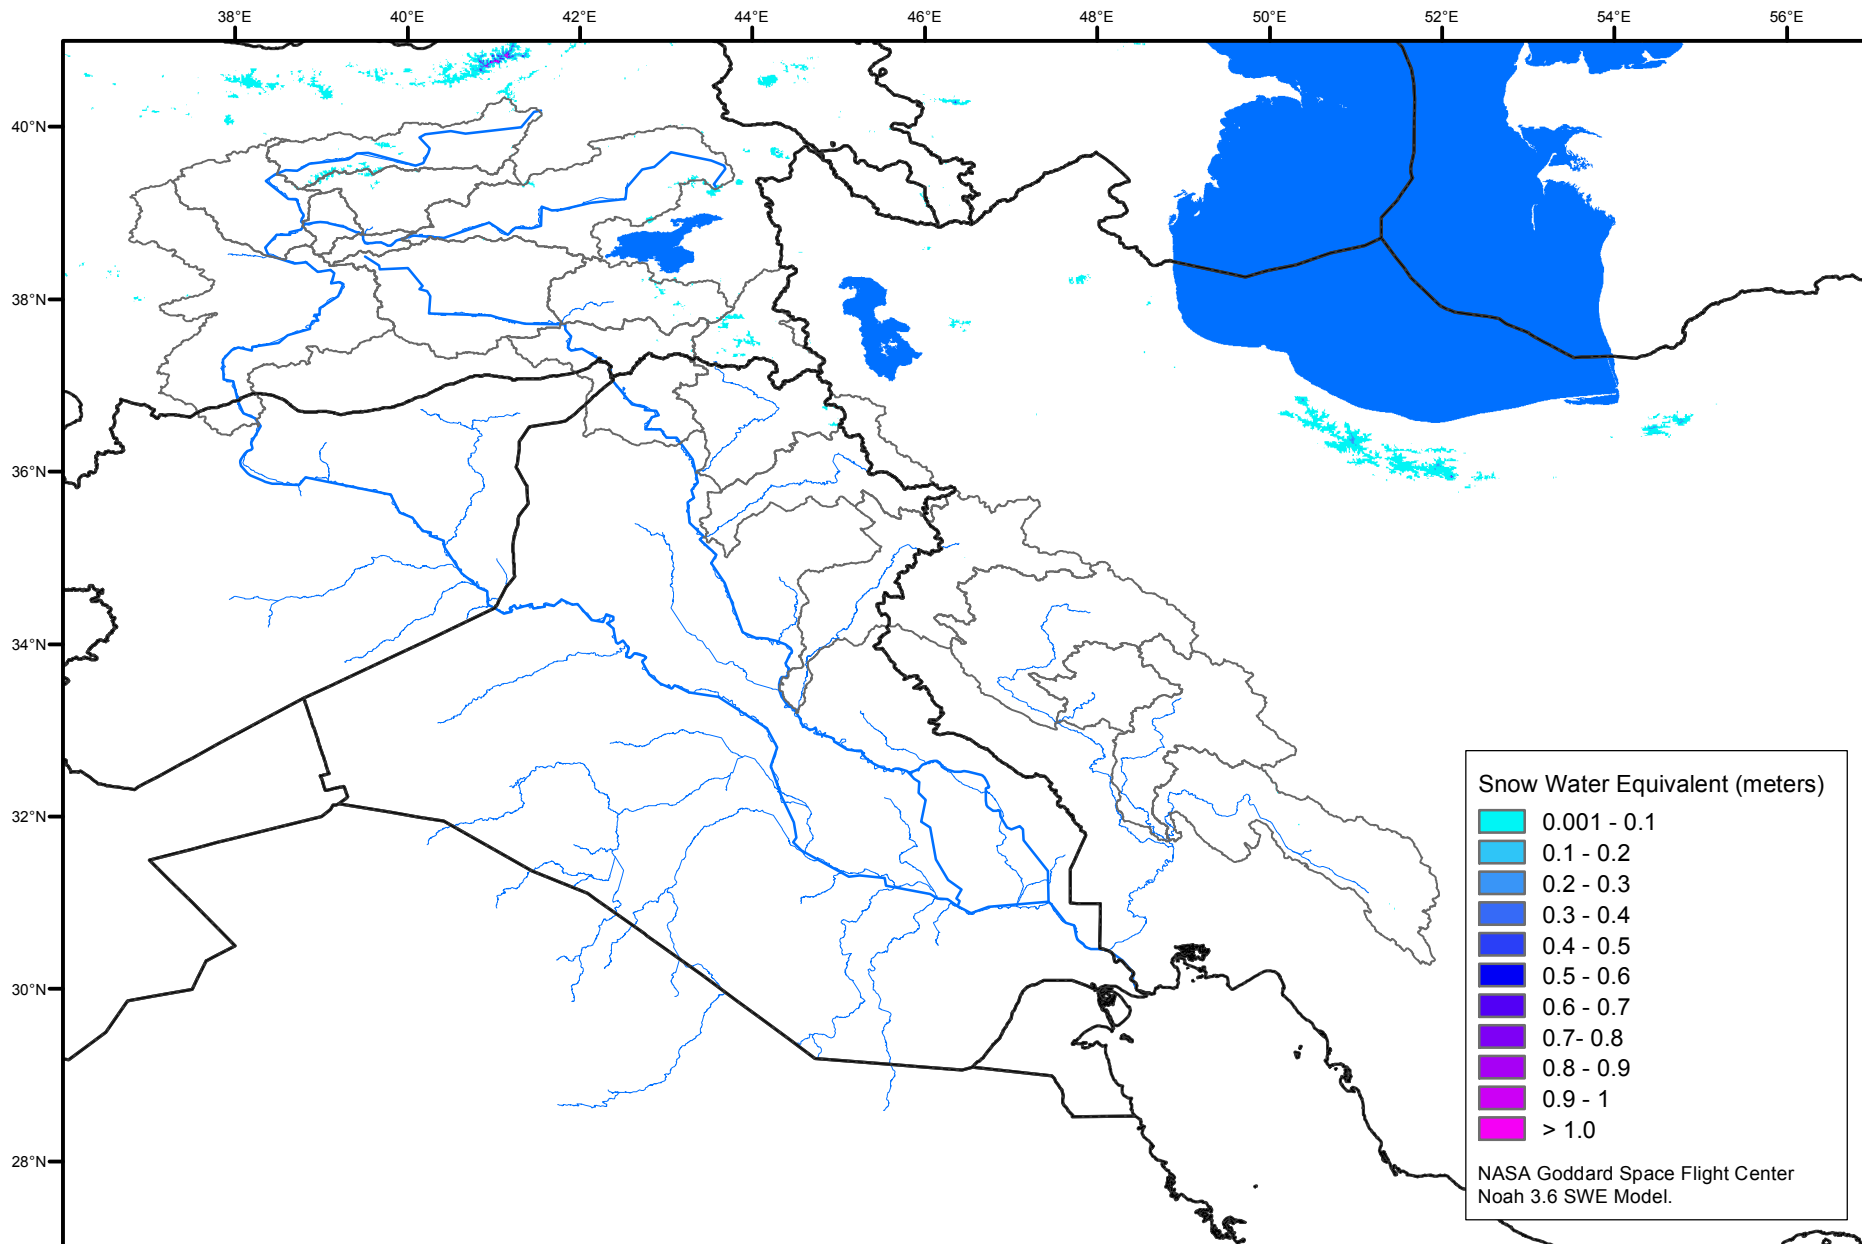 38°E 40°E 42°E 44°E 46°E 48°E 50°E 52°E 54°E 56°E
40°N
38°N
36°N
34°N
32°N
30°N
28°N
Snow Water Equivalent (meters)
0.001 - 0.1
0.1 - 0.2
0.2 - 0.3
0.3 - 0.4
0.4 - 0.5
0.5 - 0.6
0.6 - 0.7
0.7- 0.8
0.8 - 0.9
0.9 - 1
> 1.0
NASA Goddard Space Flight Center
Noah 3.6 SWE Model.